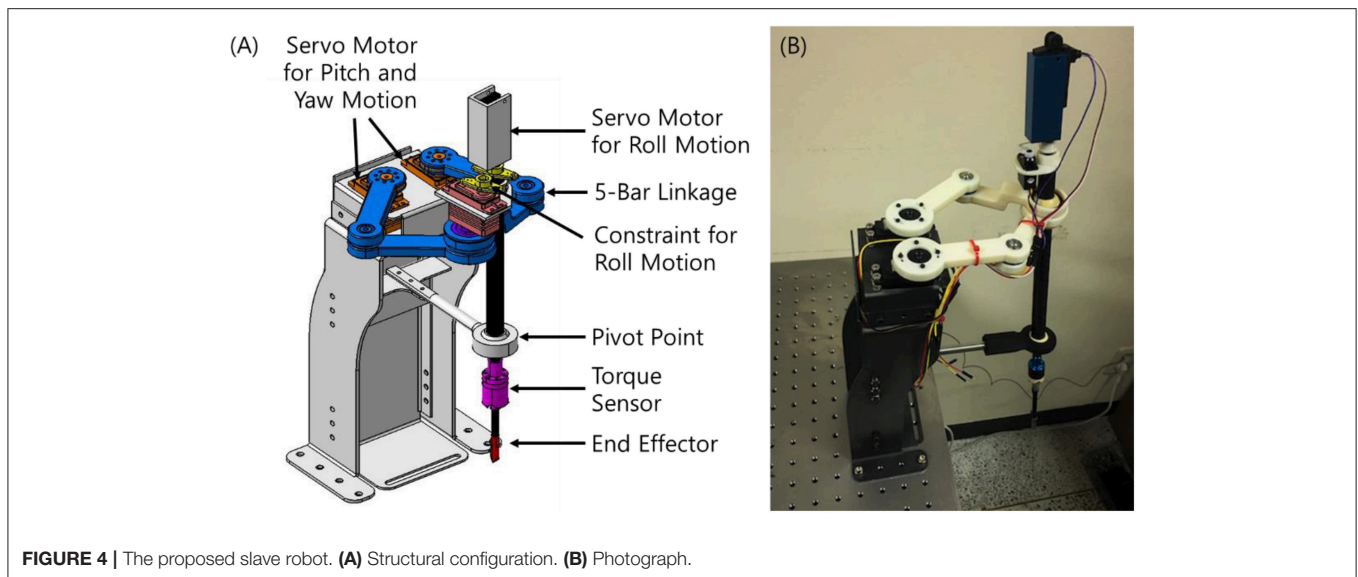 (A)
Servo Motor
for Pitch and
Yaw Motion
Servo Motor
for Roll Motion
5-Bar Linkage
Constraint for
Roll Motion
Pivot Point
Torque
Sensor
End Effector
(B)
FIGURE 4 | The proposed slave robot. (A) Structural configuration. (B) Photograph.